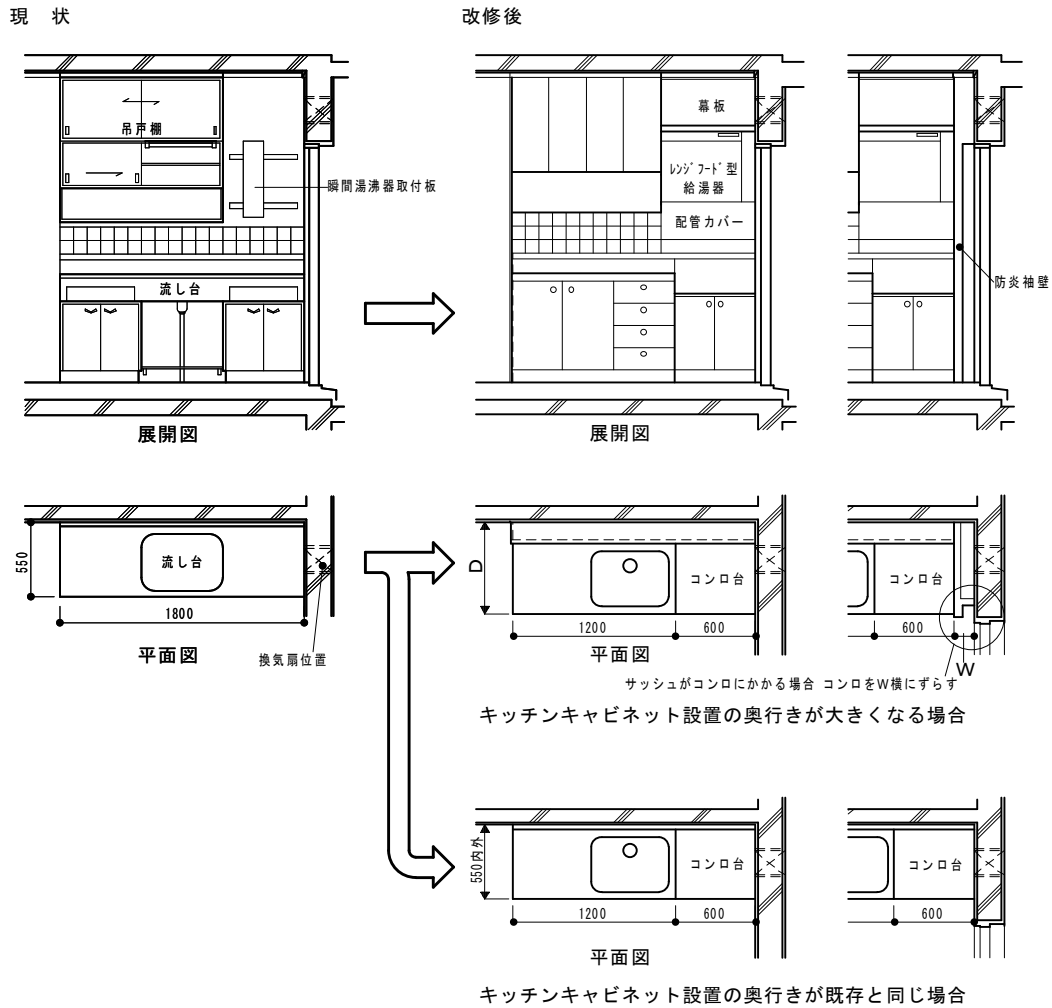 現 状
改修後
吊戸棚
瞬間湯沸器取付板
流し台
展開図
幕板
レンジフード型
給湯器
配管カバー
展開図
防炎袖壁
550
流し台
1800
平面図
換気扇位置
D
コンロ台
1200
600
平面図
コンロ台
600
W
サッシュがコンロにかかる場合 コンロをW横にずらす
キッチンキャビネット設置の奥行きが大きくなる場合
550内外
コンロ台
1200
600
平面図
コンロ台
600
キッチンキャビネット設置の奥行きが既存と同じ場合